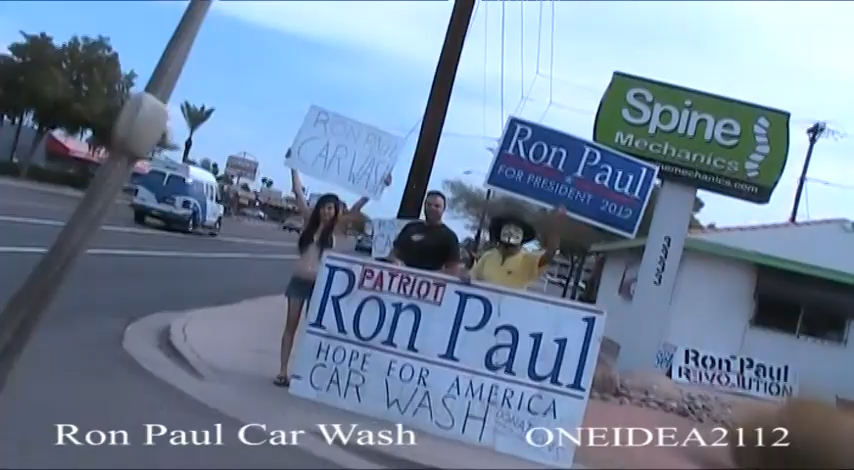 RON PAUL
CAR WASH
Spine
Mechanics
Ron Paul
FOR PRESIDENT 2012
PATRIOT
Ron Paul
HOPE FOR AMERICA
CAR WASH
Ron Paul
REVOLUTION
Ron Paul Car Wash
ONEIDEA2112